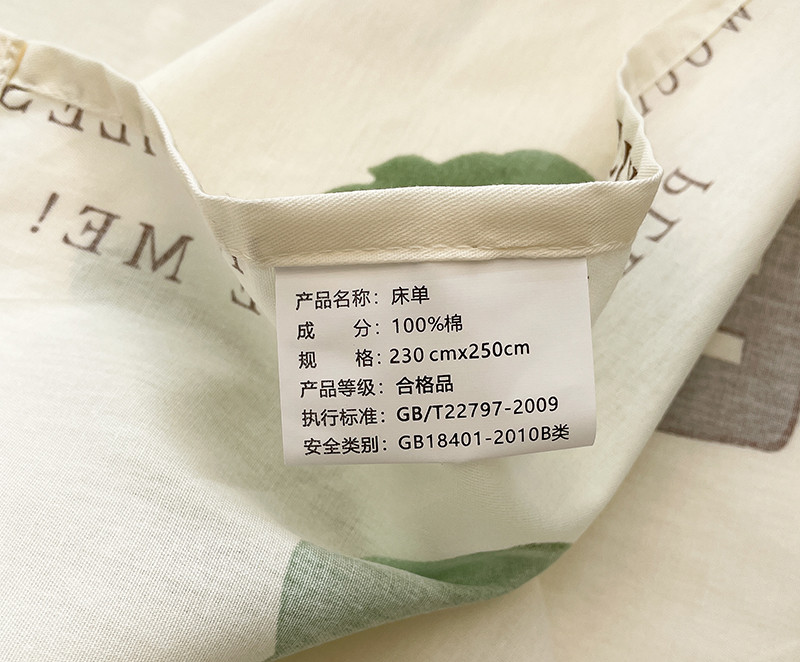 WOUL
PLE
ME!
产品名称：床单
成 分：100%棉
规 格：230 cmx250cm
产品等级：合格品
执行标准：GB/T22797-2009
安全类别：GB18401-2010B类